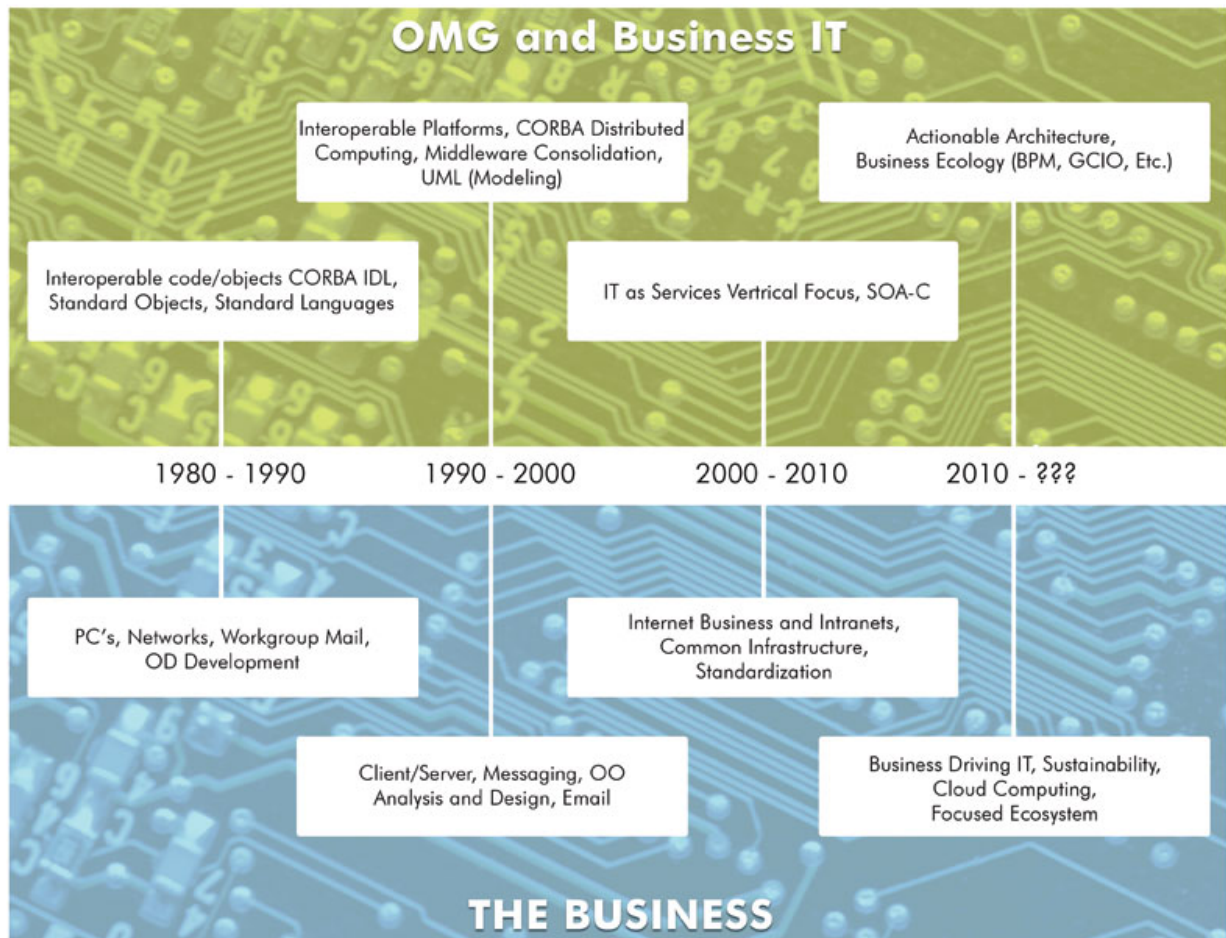 OMG and Business IT
Interoperable Platforms, CORBA Distributed
Computing, Middleware Consolidation,
UML (Modeling)
Actionable Architecture,
Business Ecology (BPM, GCIO, Etc.)
Interoperable code/objects CORBA IDL,
Standard Objects, Standard Languages
IT as Services Vertrical Focus, SOA-C
1980 - 1990
1990 - 2000
2000 - 2010
2010 - ???
PC's, Networks, Workgroup Mail,
OD Development
Internet Business and Intranets,
Common Infrastructure,
Standardization
Client/Server, Messaging, OO
Analysis and Design, Email
Business Driving IT, Sustainability,
Cloud Computing,
Focused Ecosystem
THE BUSINESS